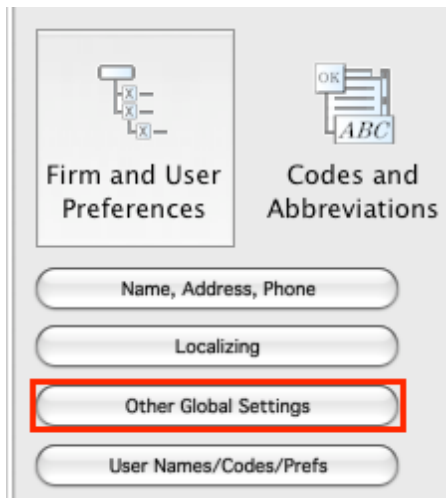 OK
ABC
Firm and User
Preferences
Codes and
Abbreviations
Name, Address, Phone
Localizing
Other Global Settings
User Names/Codes/Prefs